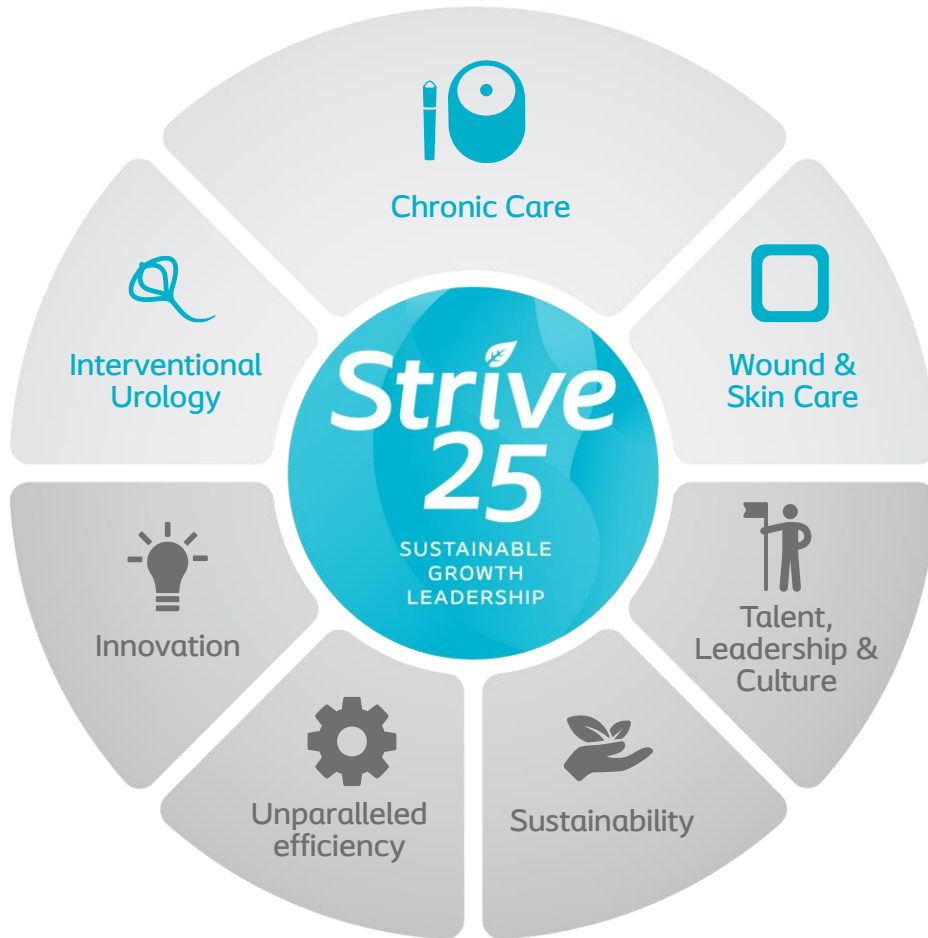 Chronic Care
Interventional
Urology
Wound &
Skin Care
Strive
25
SUSTAINABLE
GROWTH
LEADERSHIP
Innovation
Talent,
Leadership &
Culture
Unparalleled
efficiency
Sustainability